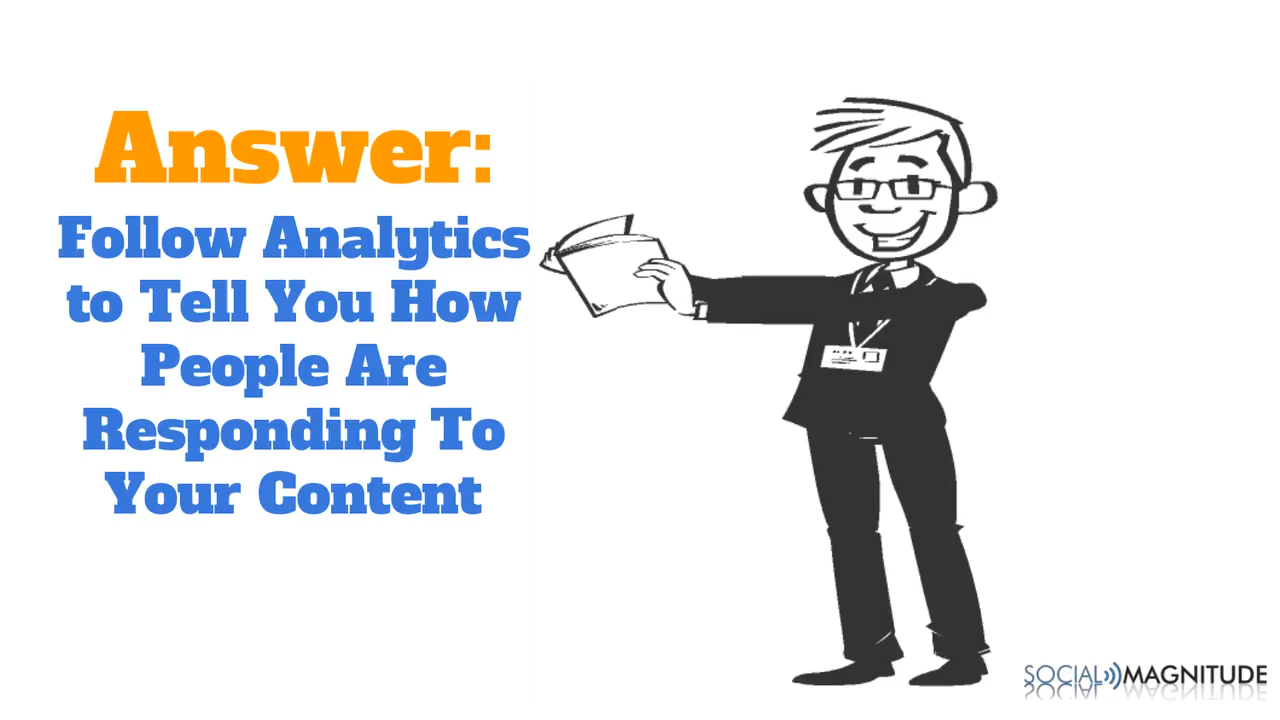 Answer:
Follow Analytics
to Tell You How
People Are
Responding To
Your Content
SOCIAL MAGNITUDE